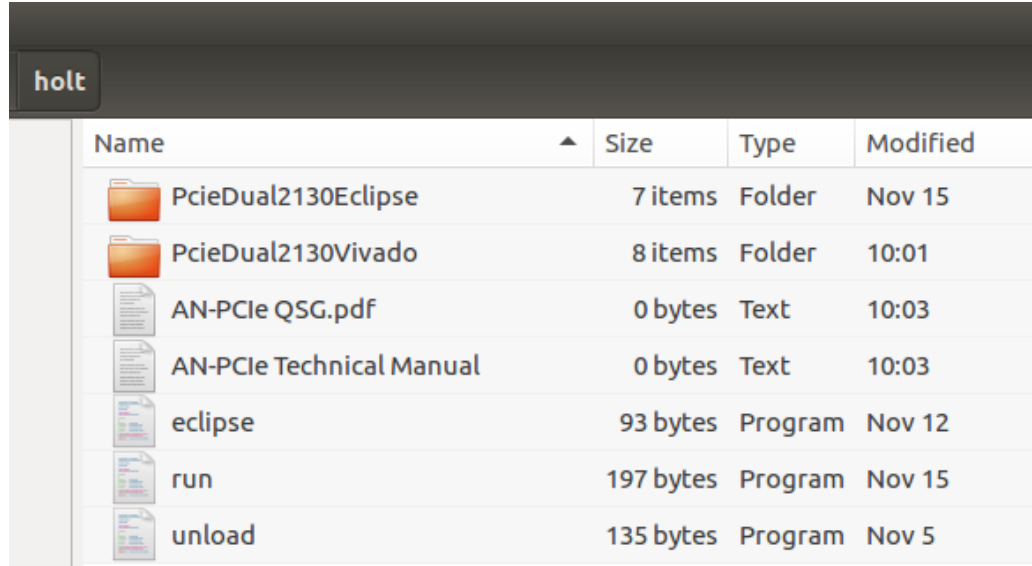 holt
Name Size Type Modified
PcieDual2130Eclipse 7 items Folder Nov 15
PcieDual2130Vivado 8 items Folder 10:01
AN-PCIe QSG.pdf 0 bytes Text 10:03
AN-PCIe Technical Manual 0 bytes Text 10:03
eclipse 93 bytes Program Nov 12
run 197 bytes Program Nov 15
unload 135 bytes Program Nov 5